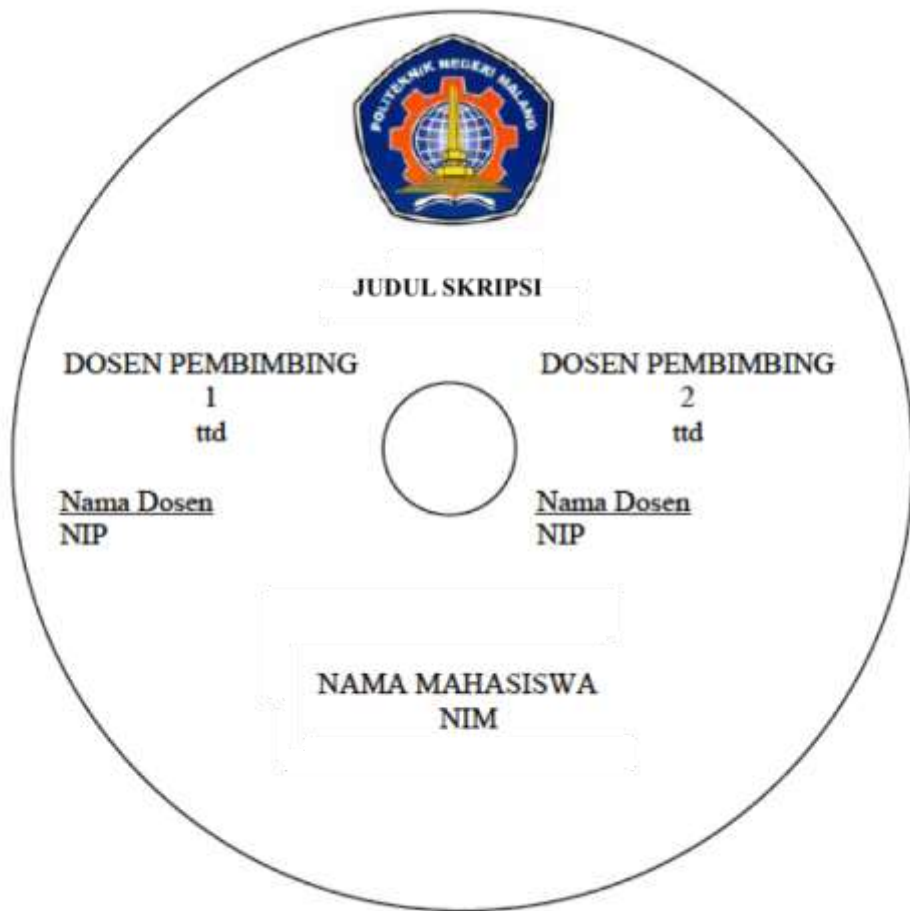 POLITEKNIK NEGERI MALANG
JUDUL SKRIPSI
DOSEN PEMBIMBING
1
ttd
Nama Dosen
NIP
DOSEN PEMBIMBING
2
ttd
Nama Dosen
NIP
NAMA MAHASISWA
NIM